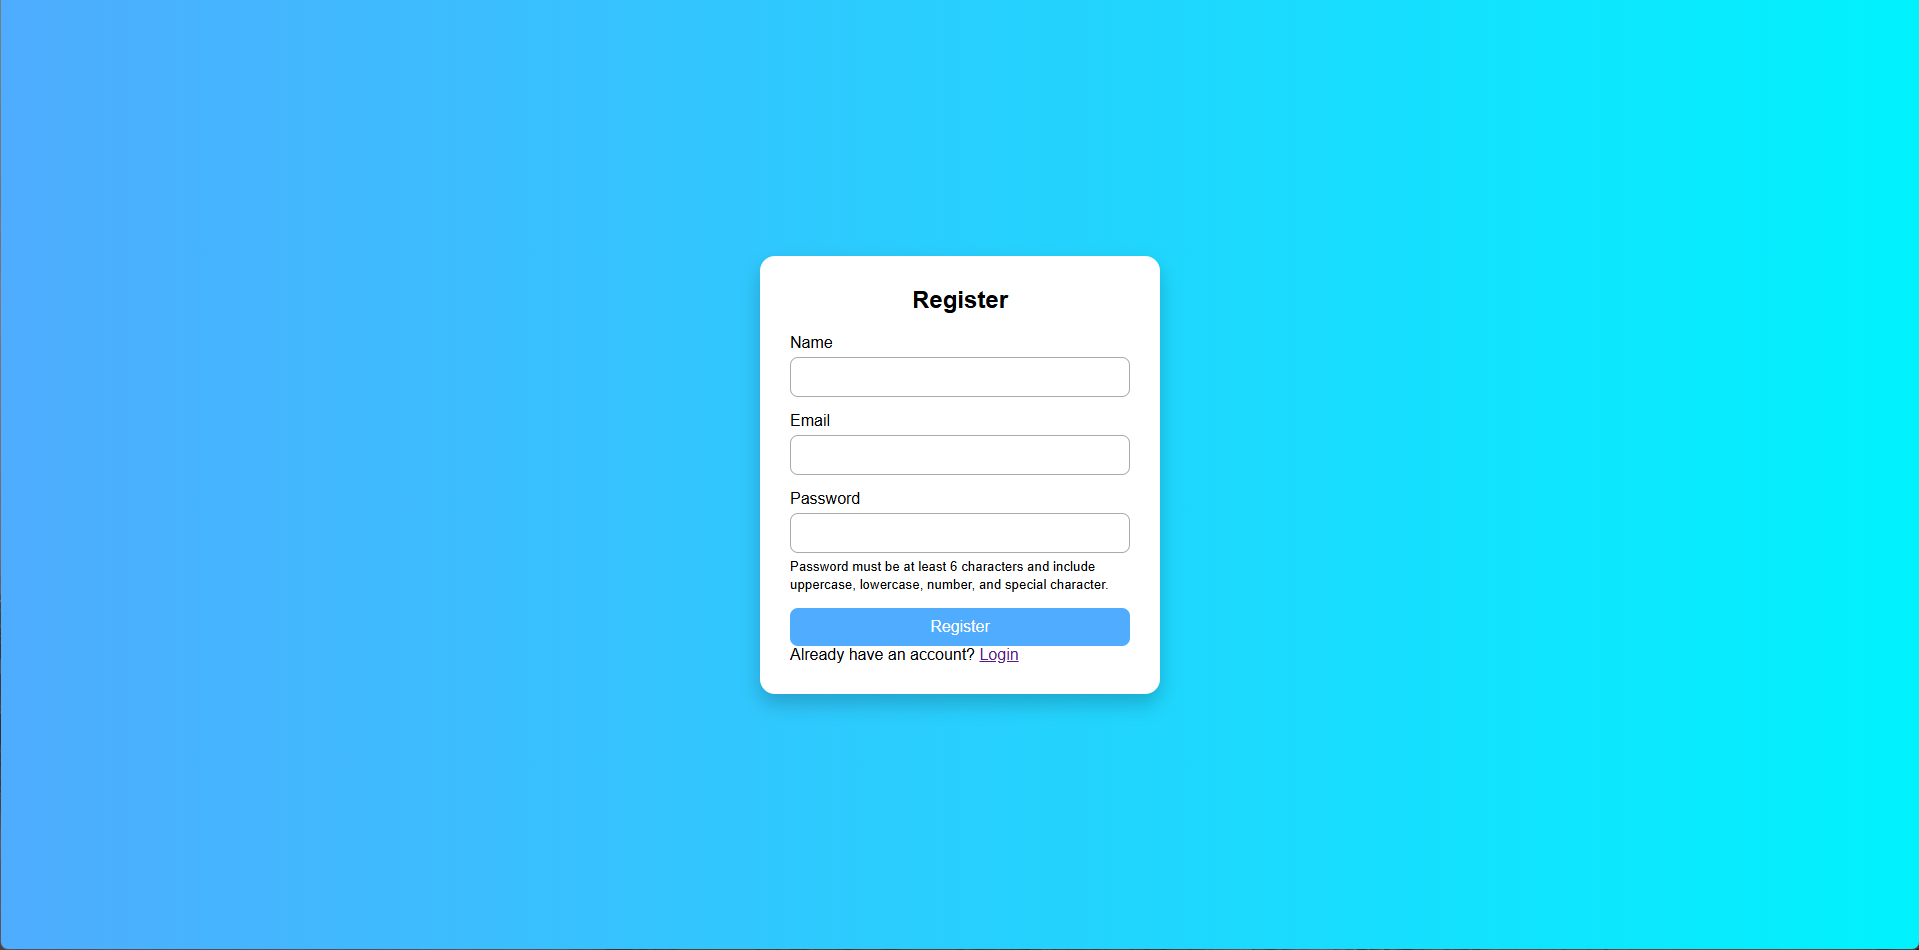 Register
Name
Email
Password
Password must be at least 6 characters and include
uppercase, lowercase, number, and special character.
Register
Already have an account? Login